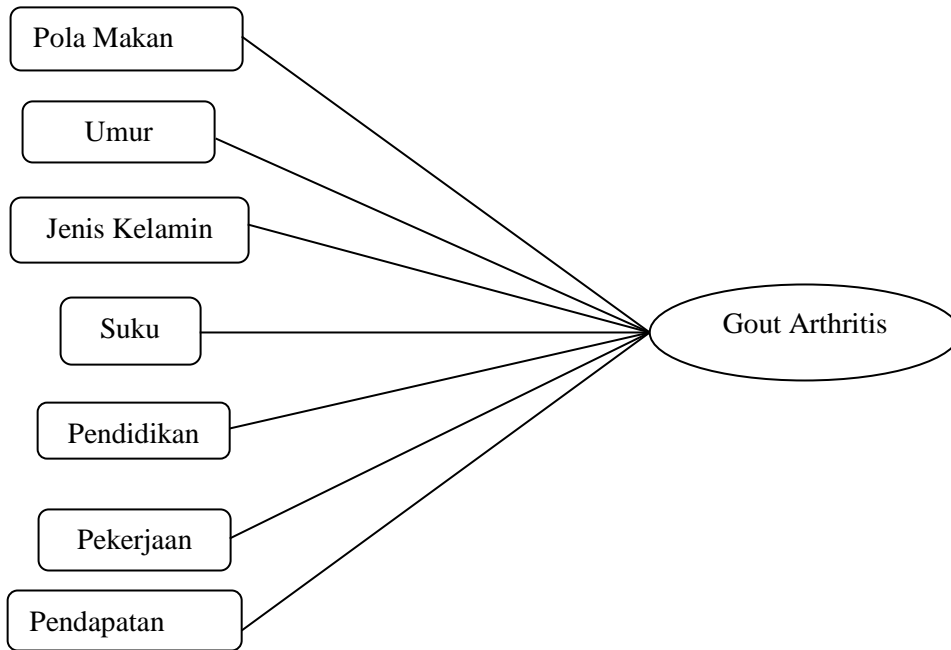 Pola Makan
Umur
Jenis Kelamin
Suku
Gout Arthritis
Pendidikan
Pekerjaan
Pendapatan